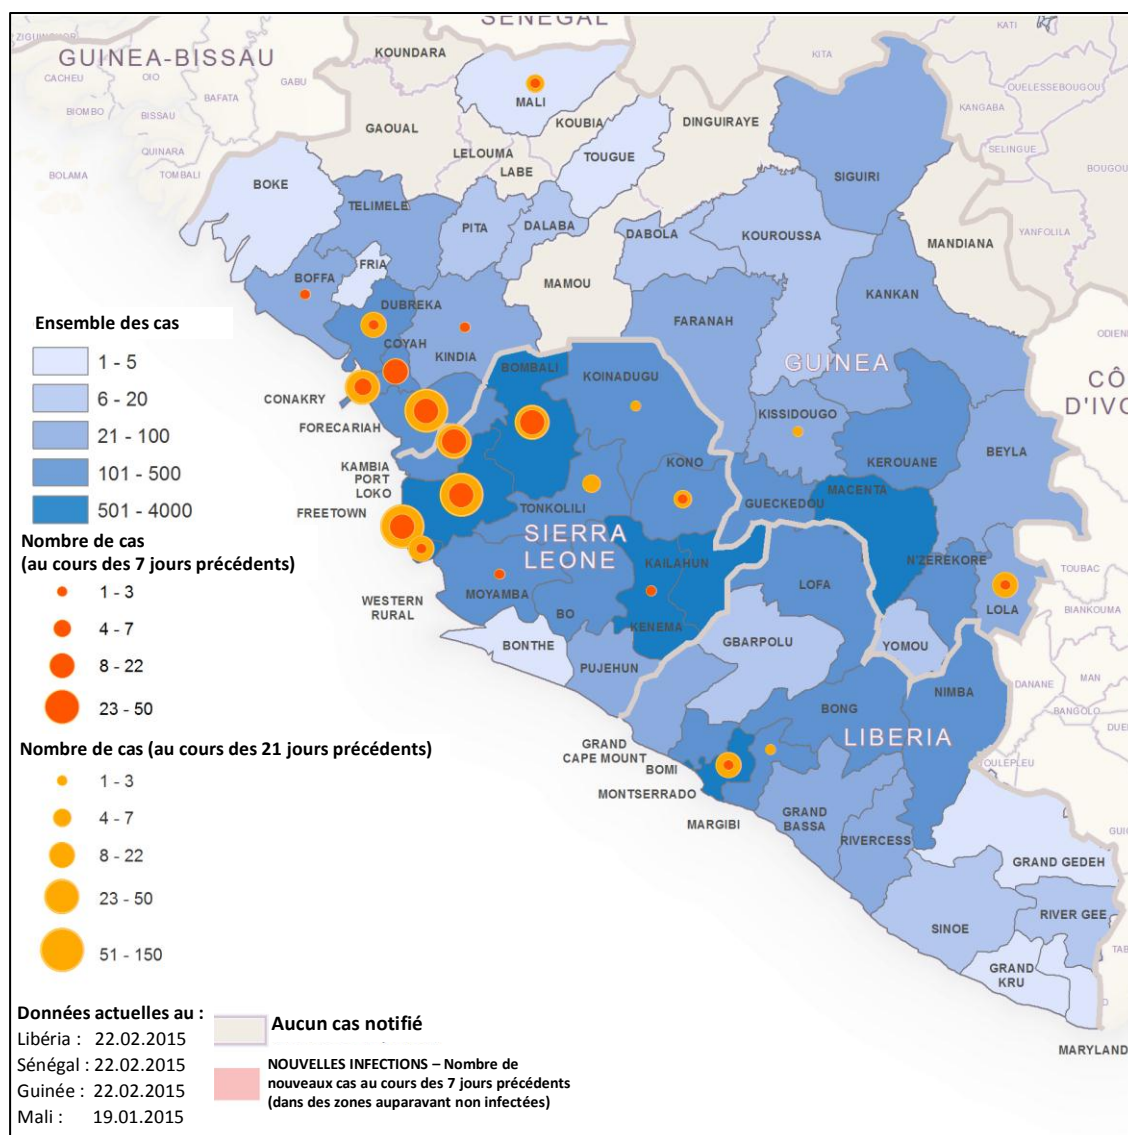 SENEGAL
KATI
ZIGUINCHOR
GUINEA-BISSAU
KOUNDARA
KITA
CACHEU
OIO
GABU
MALI
OUELESSEBOUGOU
BAFATA
KANGABA
BIOMBO
BISSAU
KOUBIA
DINGUIRAYE
GAOUAL
QUINARA
LELOUMA
TOUGUE
SELINGUE
BOLAMA
TOMBALI
LABE
SIGUIRI
BOKE
TELIMELE
PITA
DALABA
DABOLA
KOUROUSSA
YANFOLILA
MANDIANA
FRIA
BOFFA
MAMOU
KANKAN
DUBREKA
FARANAH
COYAH
KINDIA
GUINEA
BOMBALI
KOINADUGU
CONAKRY
CÔ
D'IVO
FORECARIAH
KISSIDOUGO
BEYLA
KAMBIA
PORT
LOKO
KONO
KEROUANE
GUECKEDOU
MACENTA
FREETOWN
TONKOLILI
SIERRA
LEONE
KAILAHUN
N'ZEREKORE
TOUBAC
LOFA
MOYAMBA
LOLA
BIANKOUMA
WESTERN
RURAL
BO
KENEMA
BONTHE
GBARPOLU
YOMOU
PUJEHUN
MAN
DANANE
NIMBA
BANGOLO
BONG
LIBERIA
GRAND
CAPE MOUNT
BOMI
OULEPLEU
MONTSERRADO
MARGIBI
GRAND
BASSA
RIVERCESS
GRAND GEDEH
RIVER GEE
SINOE
GRAND
KRU
MARYLAND
Ensemble des cas
1 - 5
6 - 20
21 - 100
101 - 500
501 - 4000
Nombre de cas
(au cours des 7 jours précédents)
1 - 3
4 - 7
8 - 22
23 - 50
Nombre de cas (au cours des 21 jours précédents)
1 - 3
4 - 7
8 - 22
23 - 50
51 - 150
Données actuelles au :
Libéria : 22.02.2015
Sénégal : 22.02.2015
Guinée : 22.02.2015
Mali : 19.01.2015
Aucun cas notifié
NOUVELLES INFECTIONS – Nombre de
nouveaux cas au cours des 7 jours précédents
(dans des zones auparavant non infectées)